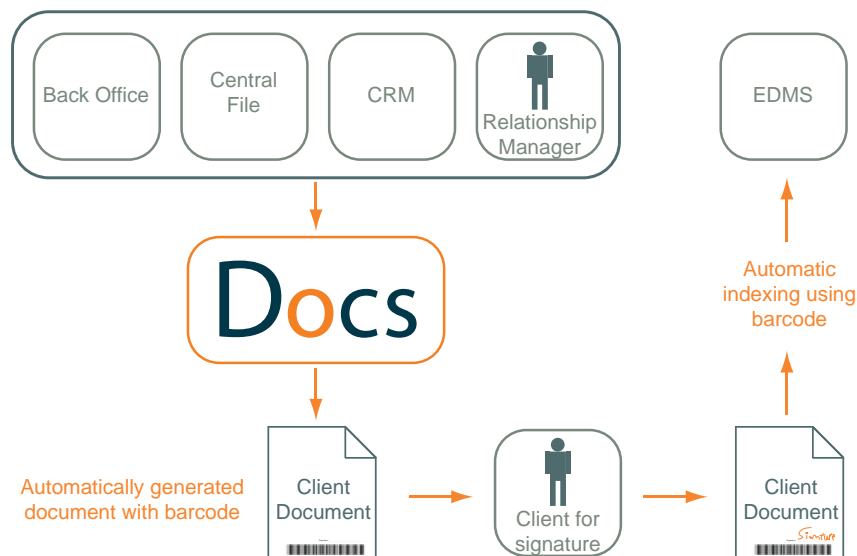 Back Office
Central
File
CRM
Relationship
Manager
EDMS
Docs
Automatic
indexing using
barcode
Automatically generated
document with barcode
Client
Document
Client for
signature
Client
Document